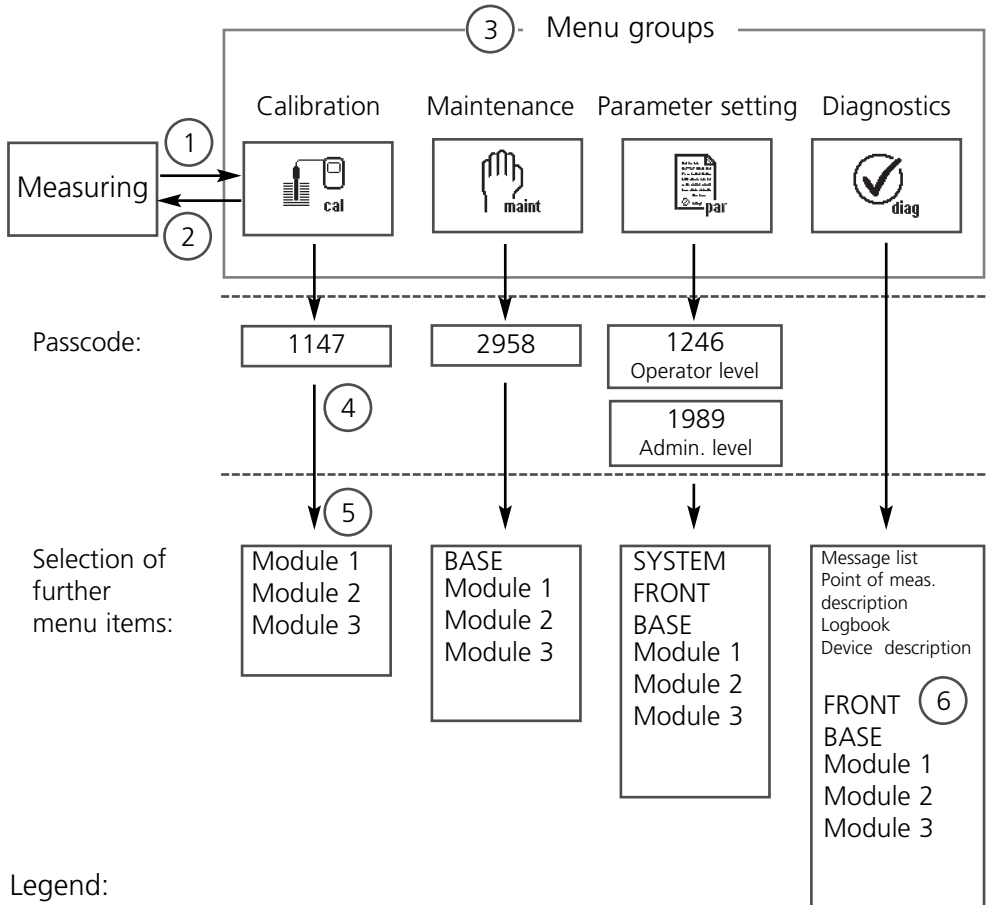 3 Menu groups
Calibration Maintenance Parameter setting Diagnostics
1
Measuring
cal maint par diag
2
Passcode: 1147 2958 1246
Operator level
4
1989
Admin. level
5
Selection of
further
menu items:
Module 1
Module 2
Module 3
BASE
Module 1
Module 2
Module 3
SYSTEM
FRONT
BASE
Module 1
Module 2
Module 3
Message list
Point of meas.
description
Logbook
Device description
FRONT 6
BASE
Module 1
Module 2
Module 3
Legend: